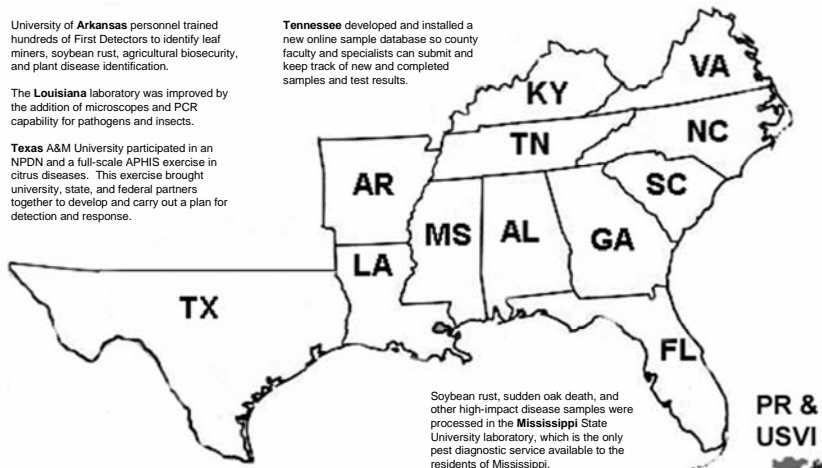 University of Arkansas personnel trained
hundreds of First Detectors to identify leaf
miners, soybean rust, agricultural biosecurity,
and plant disease identification.
The Louisiana laboratory was improved by
the addition of microscopes and PCR
capability for pathogens and insects.
Texas A&M University participated in an
NPDN and a full-scale APHIS exercise in
citrus diseases. This exercise brought
university, state, and federal partners
together to develop and carry out a plan for
detection and response.
Tennessee developed and installed a
new online sample database so county
faculty and specialists can submit and
keep track of new and completed
samples and test results.
VA
KY
NC
TN
AR
SC
MS
AL
GA
LA
TX
FL
Soybean rust, sudden oak death, and
other high-impact disease samples were
processed in the Mississippi State
University laboratory, which is the only
pest diagnostic service available to the
residents of Mississippi.
PR &
USVI